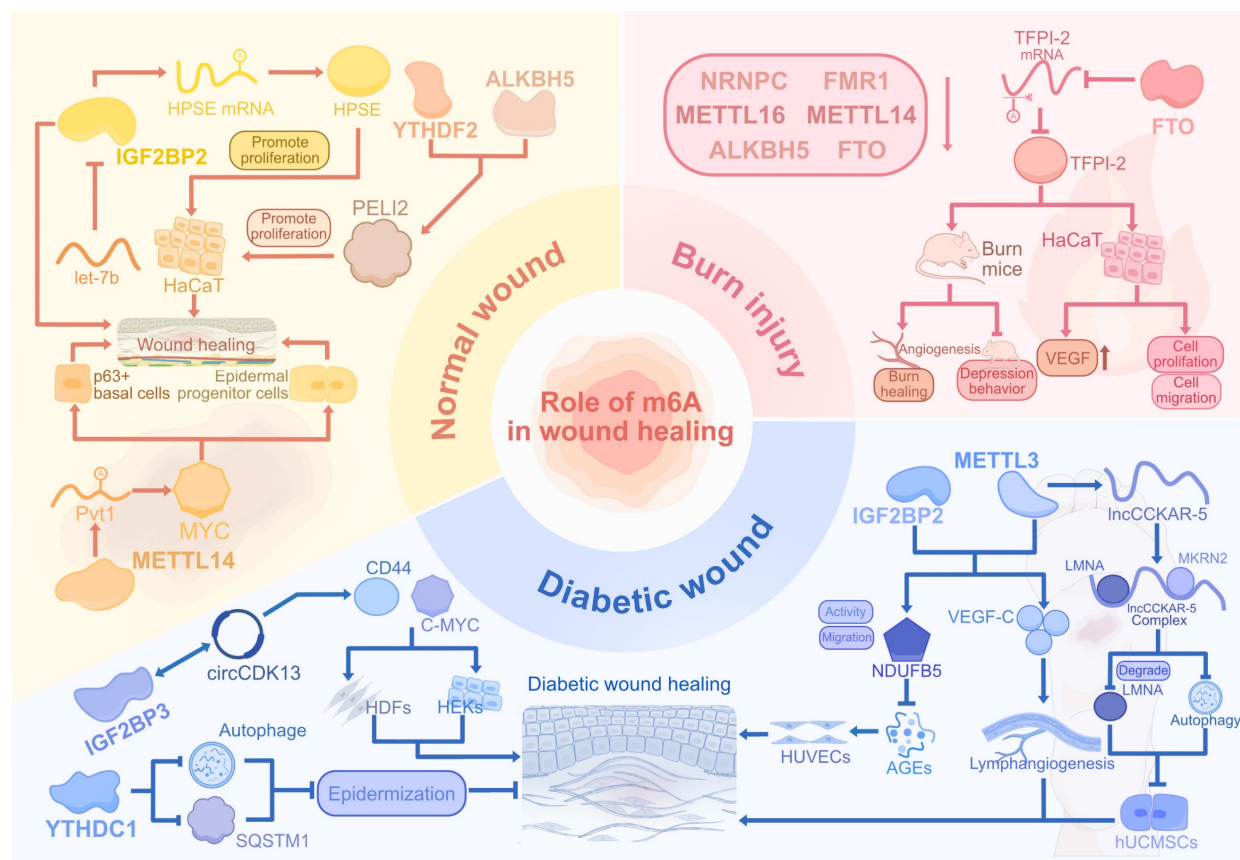 A
HPSE mRNA
HPSE
YTHDF2
ALKBH5
IGF2BP2
Promote
proliferation
let-7b
HaCaT
Promote
proliferation
PELI2
Wound healing
p63+
basal cells
Epidermal
progenitor cells
A
Pvt1
MYC
METTL14
Normal wound
Burn injury
Diabetic wound
Role of m6A
in wound healing
NRNPC FMR1
METTL16 METTL14
ALKBH5 FTO
TFPI-2
mRNA
A
FTO
TFPI-2
Burn
mice
HaCaT
Angiogenesis
Burn
healing
Depression
behavior
VEGF
Cell
prolifation
Cell
migration
CD44
C-MYC
circCDK13
IGF2BP3
HDFs
HEKs
Autophage
YTHDC1
SQSTM1
Epidermization
Diabetic wound healing
METTL3
IGF2BP2
lncCCKAR-5
LMNA
MKRN2
lncCCKAR-5
Complex
Activity
Migration
NDUFB5
VEGF-C
Degrade
LMNA
Autophagy
HUVECs
AGEs
Lymphangiogenesis
hUCMSCs